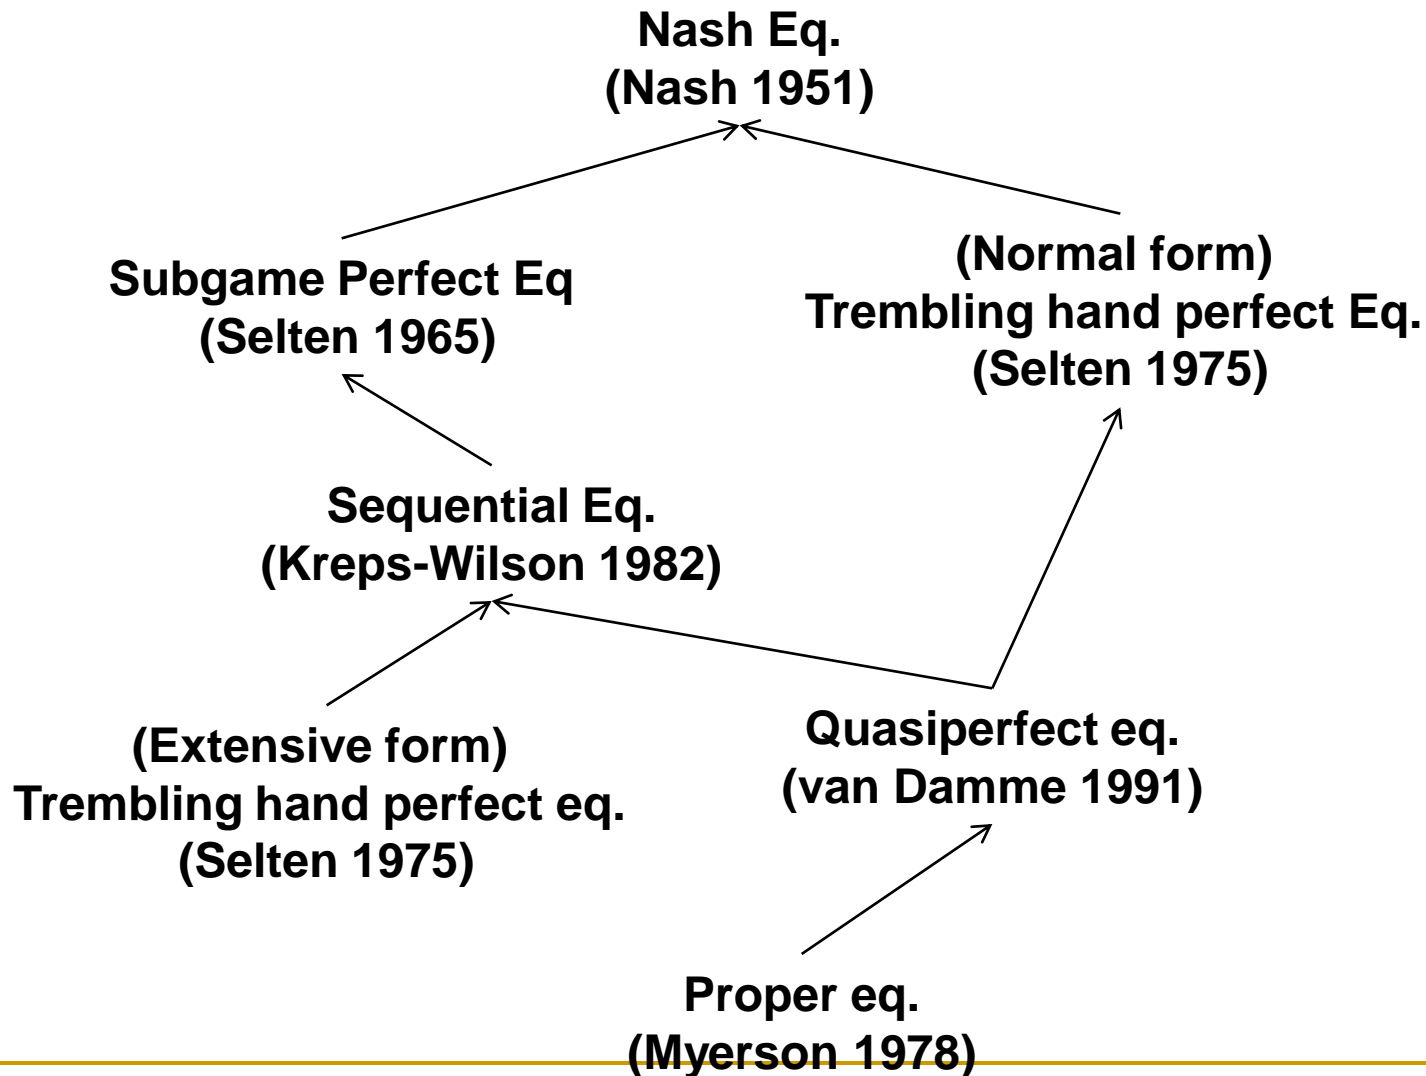 Nash Eq.
(Nash 1951)
Subgame Perfect Eq
(Selten 1965)
(Normal form)
Trembling hand perfect Eq.
(Selten 1975)
Sequential Eq.
(Kreps-Wilson 1982)
(Extensive form)
Trembling hand perfect eq.
(Selten 1975)
Quasiperfect eq.
(van Damme 1991)
Proper eq.
(Myerson 1978)